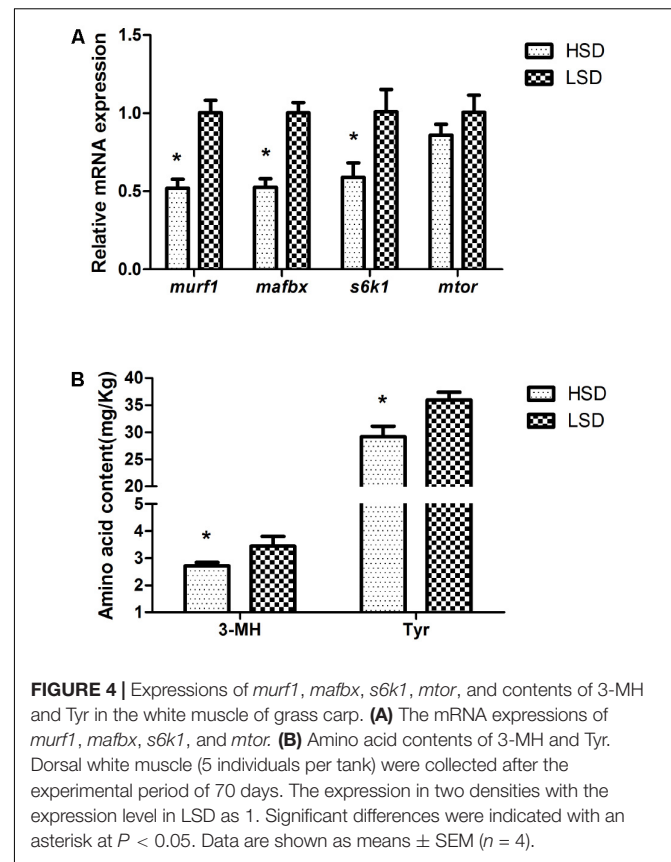 A
1.5
1.0
0.5
0.0
Relative mRNA expression
*
*
*
murf1 mafbx s6k1 mtor
HSD
LSD
B
40
35
30
25
20
5
4
3
2
1
Amino acid content(mg/Kg)
*
*
3-MH Tyr
HSD
LSD
FIGURE 4 | Expressions of murf1, mafbx, s6k1, mtor, and contents of 3-MH
and Tyr in the white muscle of grass carp. (A) The mRNA expressions of
murf1, mafbx, s6k1, and mtor. (B) Amino acid contents of 3-MH and Tyr.
Dorsal white muscle (5 individuals per tank) were collected after the
experimental period of 70 days. The expression in two densities with the
expression level in LSD as 1. Significant differences were indicated with an
asterisk at P < 0.05. Data are shown as means ± SEM (n = 4).